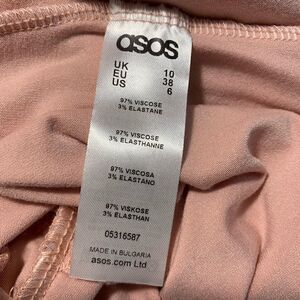 asos
UK 10
EU 38
US 6
97% VISCOSE
3% ELASTANE
97% VISCOSE
3% ELASTHANNE
97% VISCOSA
3% ELASTANO
97% VISKOSE
3% ELASTHAN
05316587
MADE IN BULGARIA
asos.com Ltd